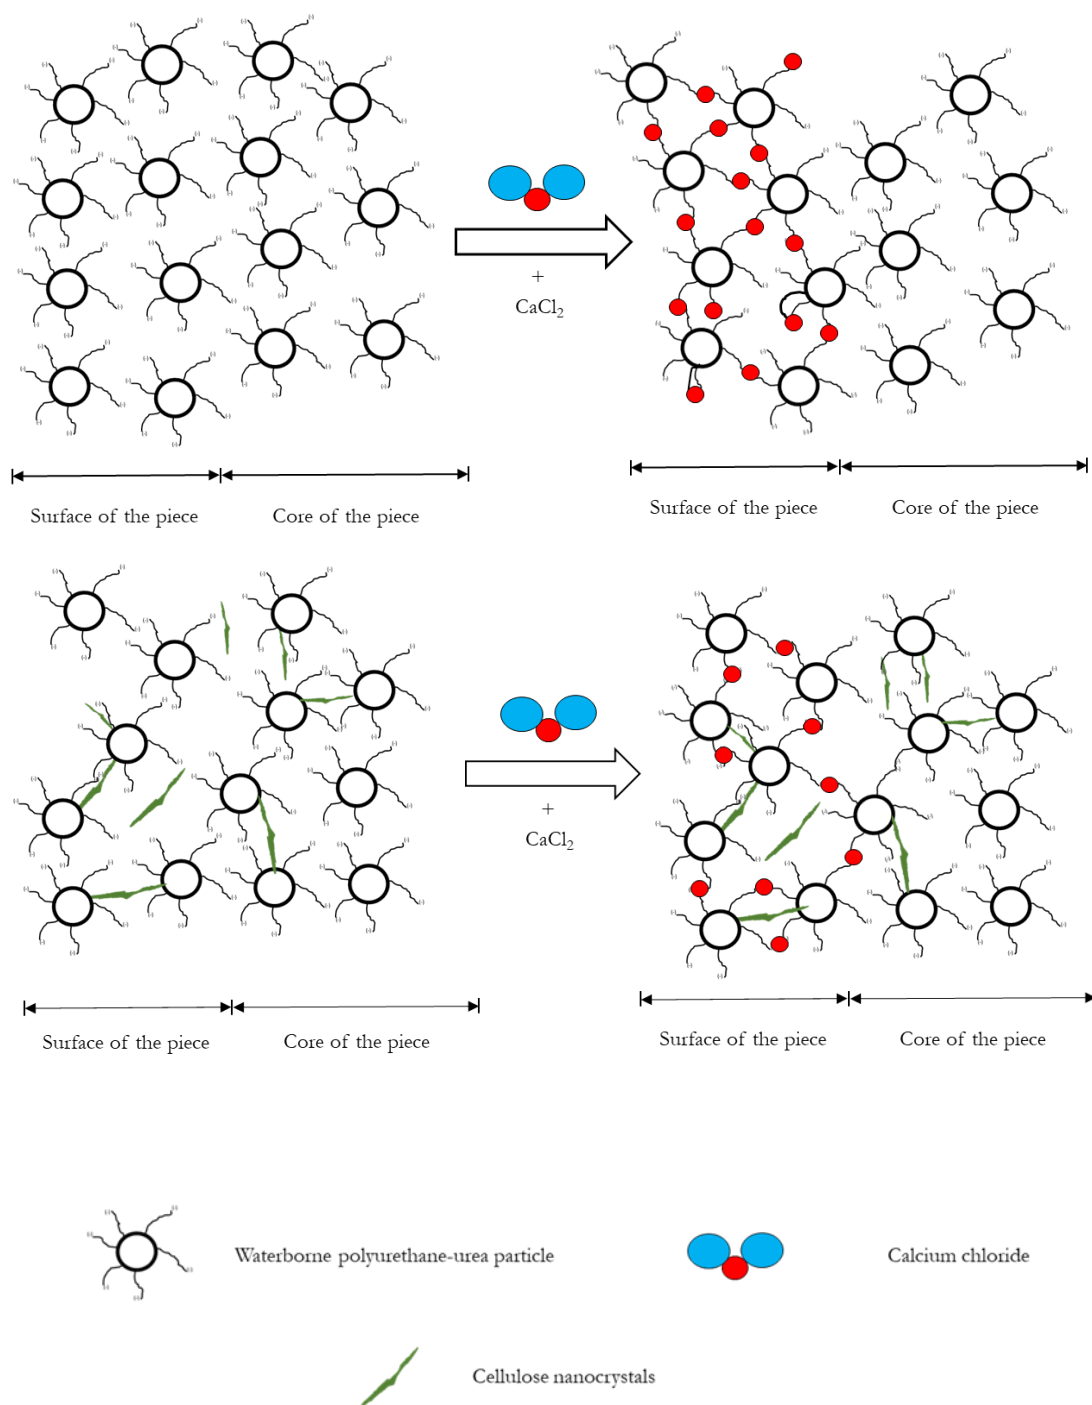 +
CaCl₂
Surface of the piece
Core of the piece
Surface of the piece
Core of the piece
+
CaCl₂
Surface of the piece
Core of the piece
Surface of the piece
Core of the piece
Waterborne polyurethane-urea particle
Calcium chloride
Cellulose nanocrystals